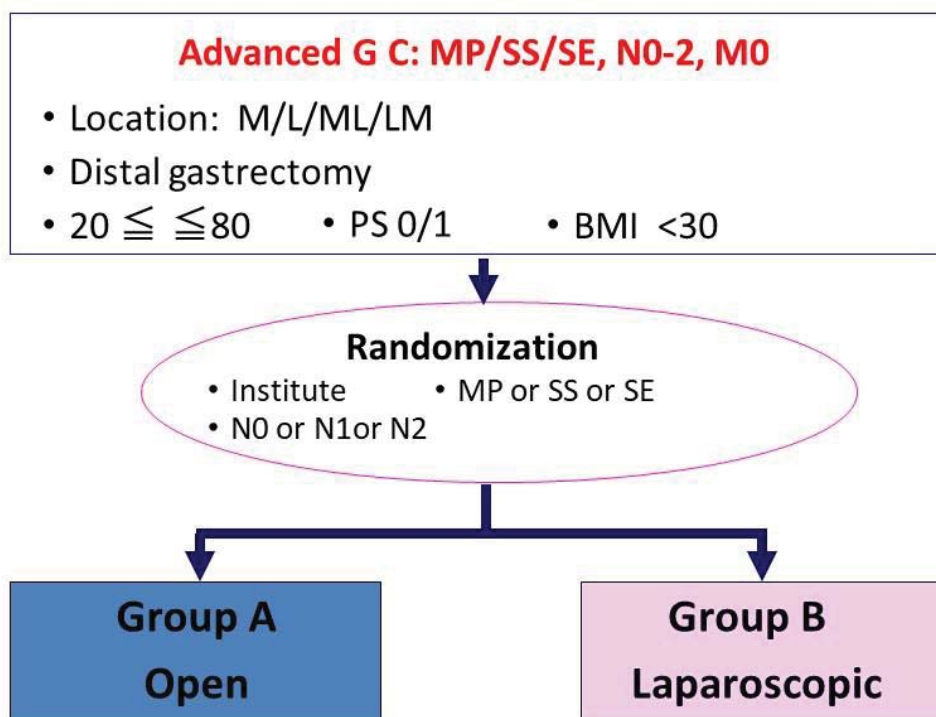 Advanced G C: MP/SS/SE, N0-2, M0
• Location: M/L/ML/LM
• Distal gastrectomy
• 20 ≦ ≦80 • PS 0/1 • BMI <30
Randomization
• Institute • MP or SS or SE
• N0 or N1or N2
Group A
Open
Group B
Laparoscopic